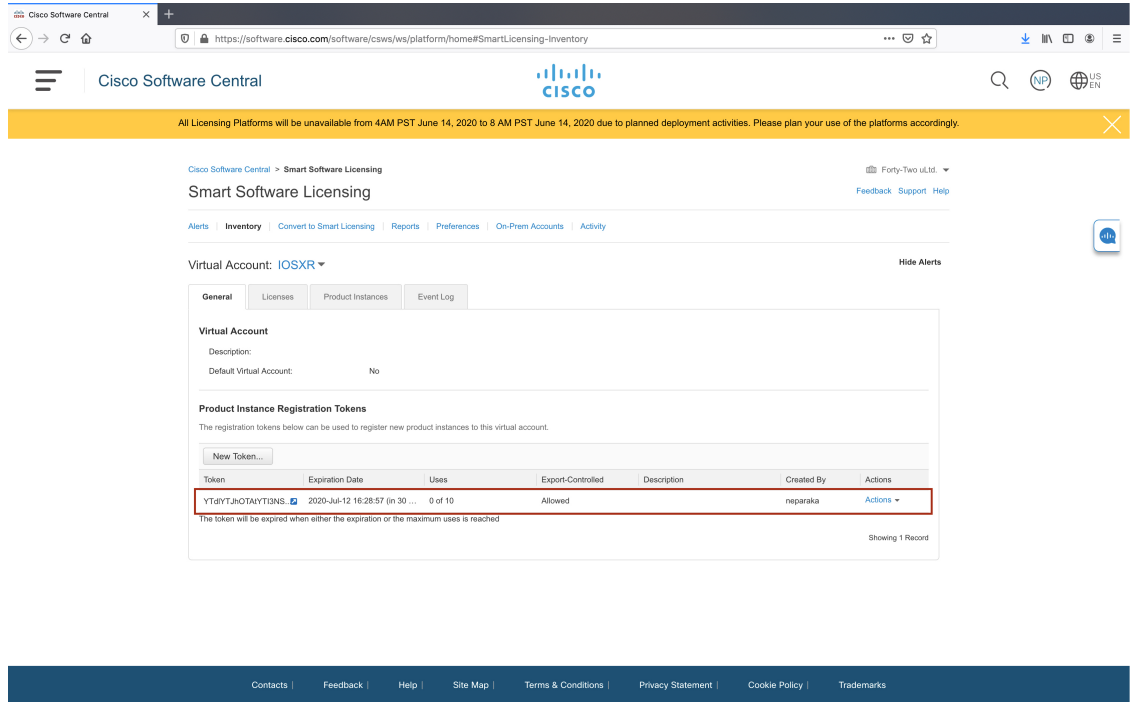 Cisco Software Central
https://software.cisco.com/software/csws/ws/platform/home#SmartLicensing-Inventory
Cisco Software Central
CISCO
NP
US
EN
All Licensing Platforms will be unavailable from 4AM PST June 14, 2020 to 8 AM PST June 14, 2020 due to planned deployment activities. Please plan your use of the platforms accordingly.
Cisco Software Central > Smart Software Licensing
Forty-Two uLtd.
Smart Software Licensing
Feedback Support Help
Alerts | Inventory | Convert to Smart Licensing | Reports | Preferences | On-Prem Accounts | Activity
Virtual Account: IOSXR
Hide Alerts
General Licenses Product Instances Event Log
Virtual Account
Description:
Default Virtual Account: No
Product Instance Registration Tokens
The registration tokens below can be used to register new product instances to this virtual account.
New Token...
Token Expiration Date Uses Export-Controlled Description Created By Actions
2020-Jul-12 16:28:57 (in 30 ... 0 of 10 Allowed neparaka Actions
The token will be expired when either the expiration or the maximum uses is reached
Showing 1 Record
Contacts | Feedback | Help | Site Map | Terms & Conditions | Privacy Statement | Cookie Policy | Trademarks